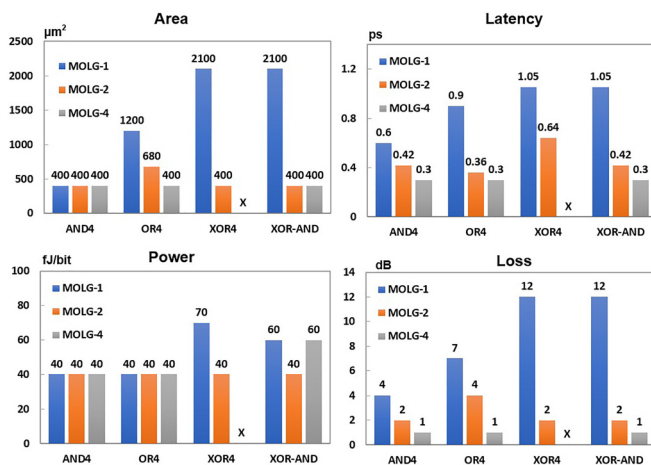 Area
µm²
2500
2000
1500
1000
500
0
MOLG-1
MOLG-2
MOLG-4
400 400 400
1200
680
400
2100
400
X
2100
400 400
AND4 OR4 XOR4 XOR-AND
Latency
ps
1.2
0.8
0.4
0
MOLG-1
MOLG-2
MOLG-4
0.6
0.42
0.3
0.9
0.36
0.3
1.05
0.64
X
1.05
0.42
0.3
AND4 OR4 XOR4 XOR-AND
Power
fJ/bit
100
80
60
40
20
0
MOLG-1
MOLG-2
MOLG-4
40 40 40
40 40 40
70
40
X
60
40
60
AND4 OR4 XOR4 XOR-AND
Loss
dB
14
12
10
8
6
4
2
0
MOLG-1
MOLG-2
MOLG-4
4
2
1
7
4
1
12
2
X
12
2
1
AND4 OR4 XOR4 XOR-AND